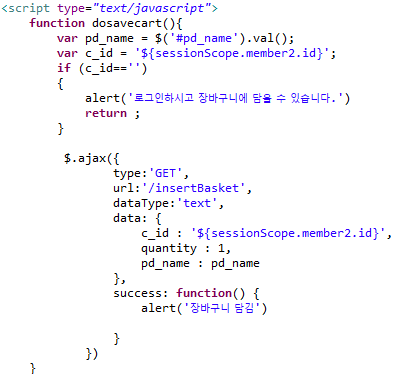 <script type="text/javascript">
function dosavecart(){
var pd_name = $('#pd_name').val();
var c_id = '${sessionScope.member2.id}';
if (c_id=='')
{
alert('로그인하시고 장바구니에 담을 수 있습니다.')
return ;
}
$.ajax({
type:'GET',
url:'/insertBasket',
dataType:'text',
data: {
c_id : '${sessionScope.member2.id}',
quantity : 1,
pd_name : pd_name
},
success: function() {
alert('장바구니 담김')
}
})
}